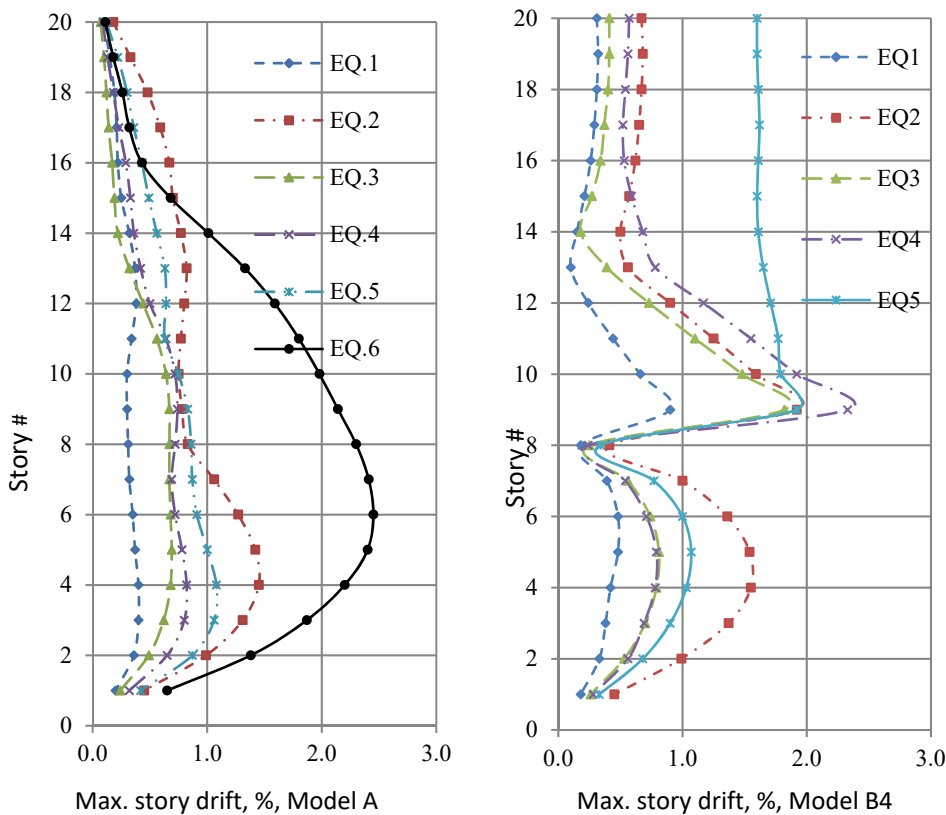 20
18
16
14
12
10
8
6
4
2
0
Story #
0.0 1.0 2.0 3.0
Max. story drift, %, Model A
EQ.1
EQ.2
EQ.3
EQ.4
EQ.5
EQ.6
20
18
16
14
12
10
8
6
4
2
0
Story #
0.0 1.0 2.0 3.0
Max. story drift, %, Model B4
EQ1
EQ2
EQ3
EQ4
EQ5